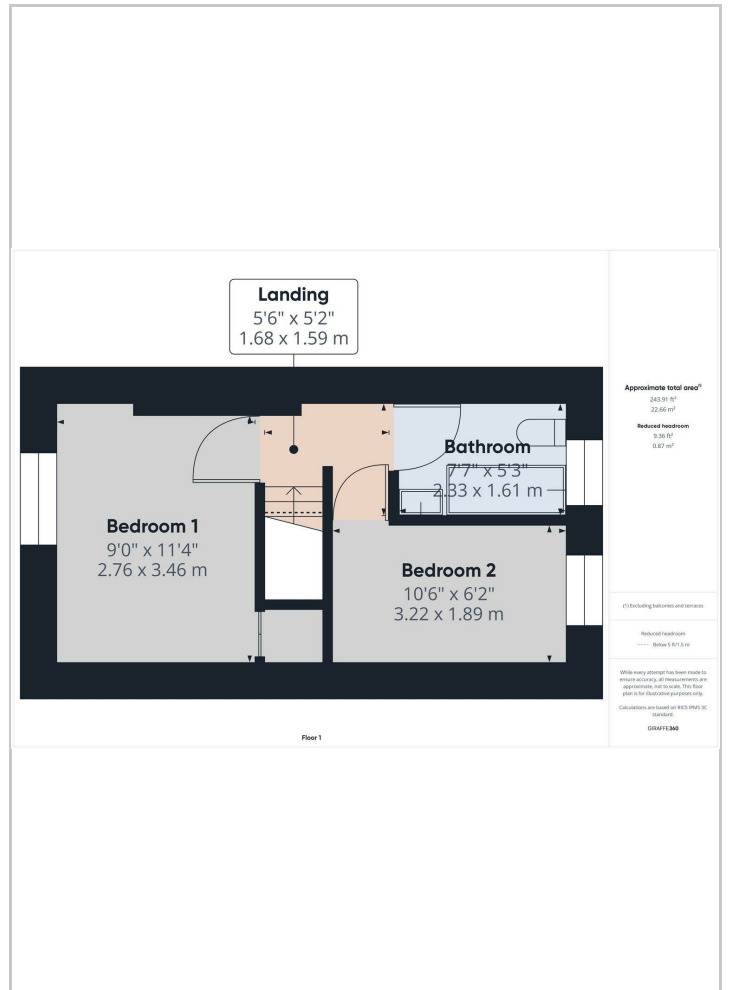 Landing
5'6" x 5'2"
1.68 x 1.59 m
Bathroom
7'7" x 5'3"
2.33 x 1.61 m
Bedroom 1
9'0" x 11'4"
2.76 x 3.46 m
Bedroom 2
10'6" x 6'2"
3.22 x 1.89 m
Floor 1
Approximate total area⁽¹⁾
243.91 ft²
22.66 m²
Reduced headroom
9.36 ft²
0.87 m²
(1) Excluding balconies and terraces
Reduced headroom
Below 5 ft/1.5 m
While every attempt has been made to
ensure accuracy, all measurements are
approximate, not to scale. This floor
plan is for illustrative purposes only.
Calculations are based on RICS IPMS 3C
standard.
GIRAFFE360